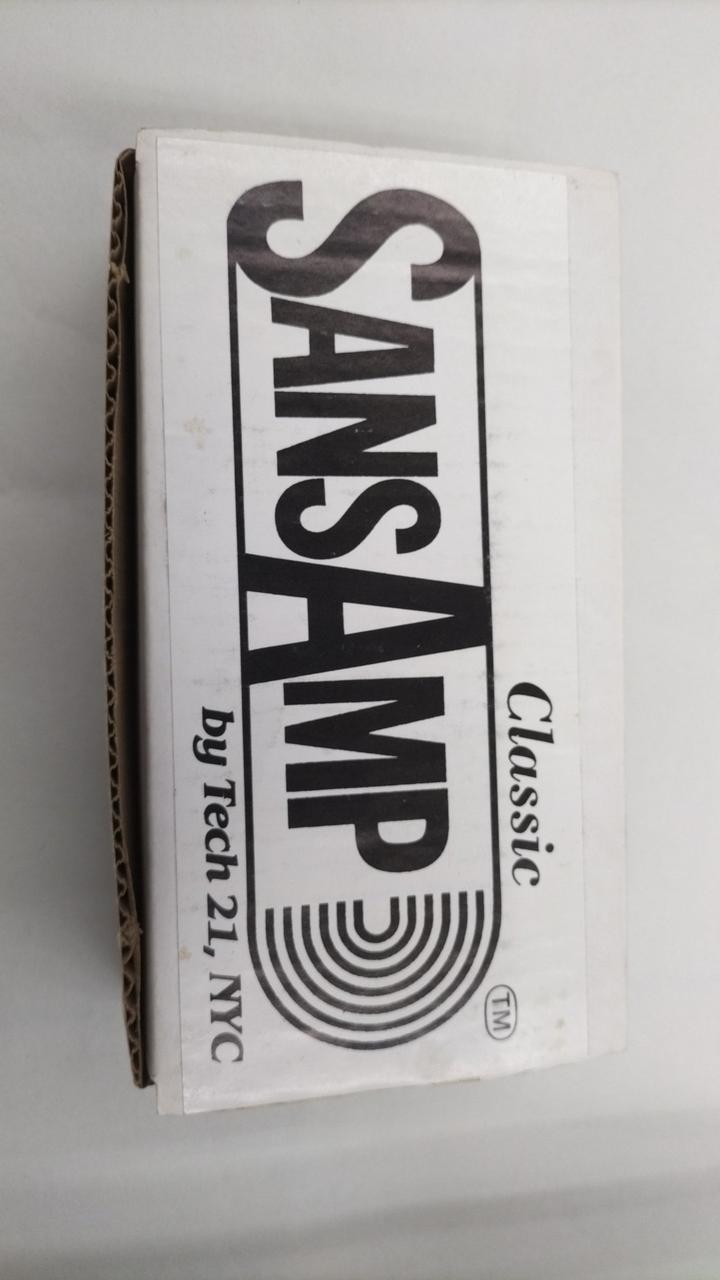 Classic
SANSAMP
TM
by Tech 21, NYC